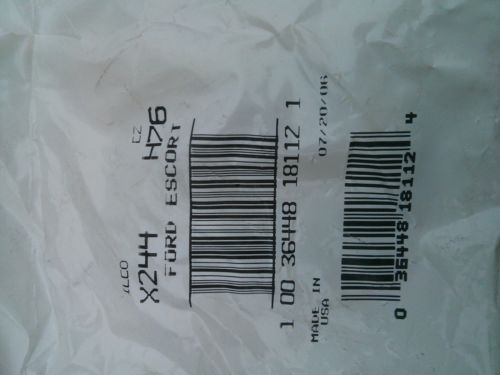 ILCO EZ
X244 H76
FORD ESCORT
1 00 36448 18112 1
MADE IN
USA
07/20/06
0 36448 18112 4